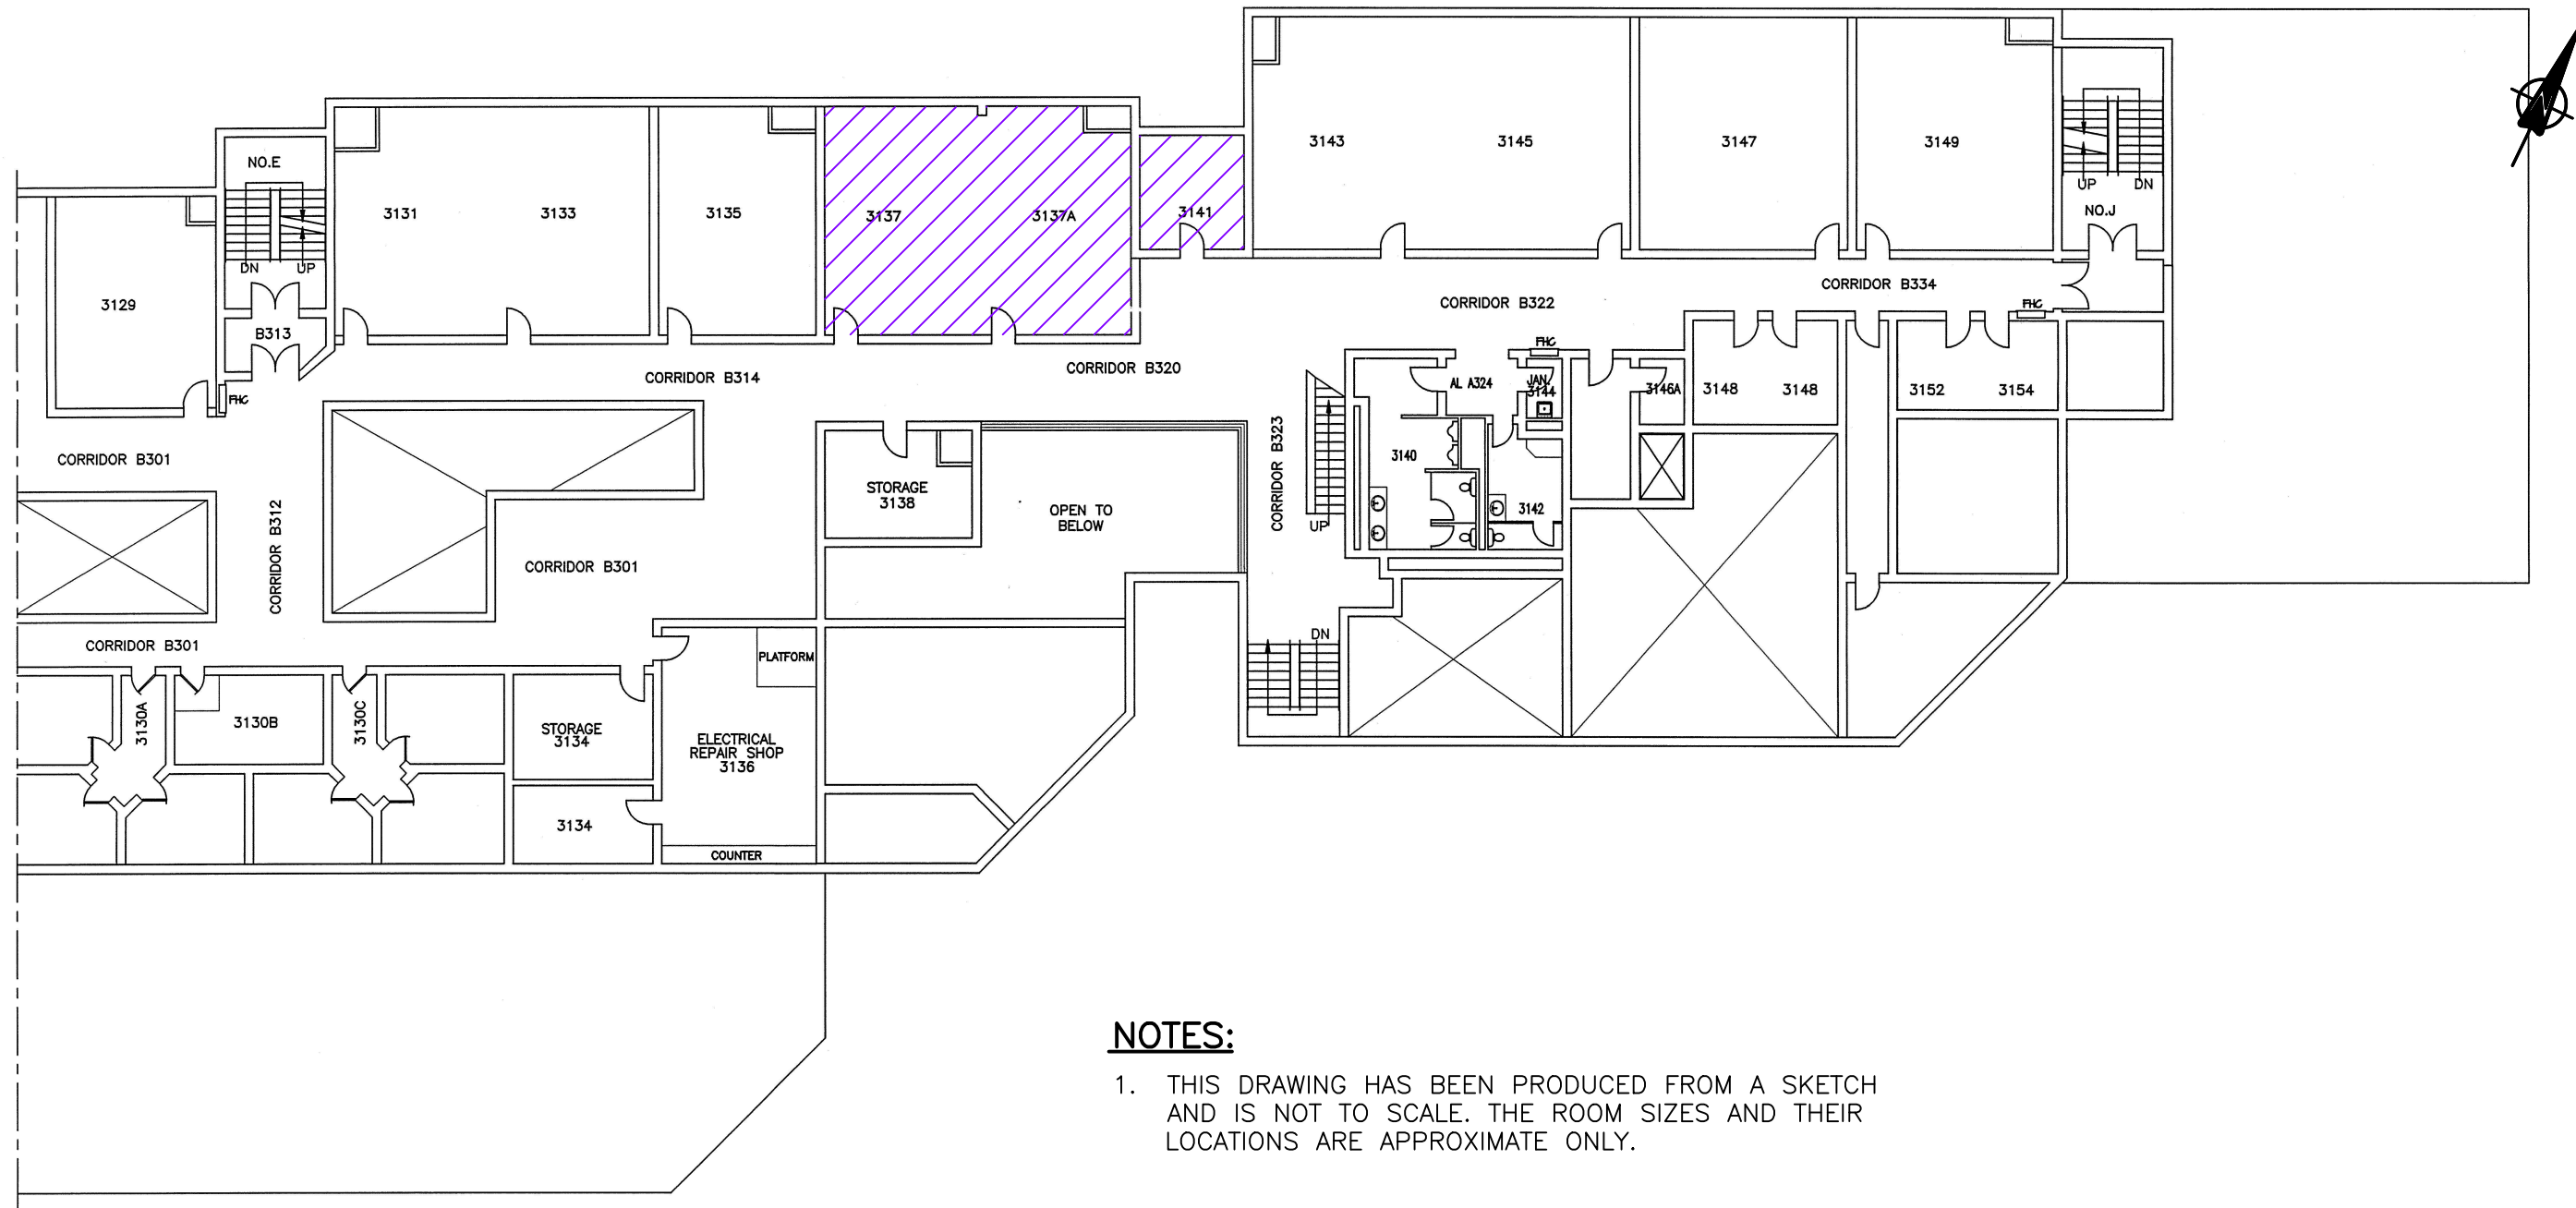 NO.E
3131
3133
3135
3137
3137A
3141
3143
3145
3147
3149
N
UP
DN
NO.J
DN
UP
3129
B313
FHC
CORRIDOR B314
CORRIDOR B320
CORRIDOR B322
CORRIDOR B334
FHC
FHC
AL A324
JAN.
3144
3146A
3148
3148
3152
3154
CORRIDOR B301
CORRIDOR B312
CORRIDOR B301
STORAGE
3138
OPEN TO
BELOW
CORRIDOR B323
UP
3140
3142
CORRIDOR B301
PLATFORM
DN
3130A
3130B
3130C
STORAGE
3134
ELECTRICAL
REPAIR SHOP
3136
3134
COUNTER
NOTES:
1. THIS DRAWING HAS BEEN PRODUCED FROM A SKETCH
AND IS NOT TO SCALE. THE ROOM SIZES AND THEIR
LOCATIONS ARE APPROXIMATE ONLY.